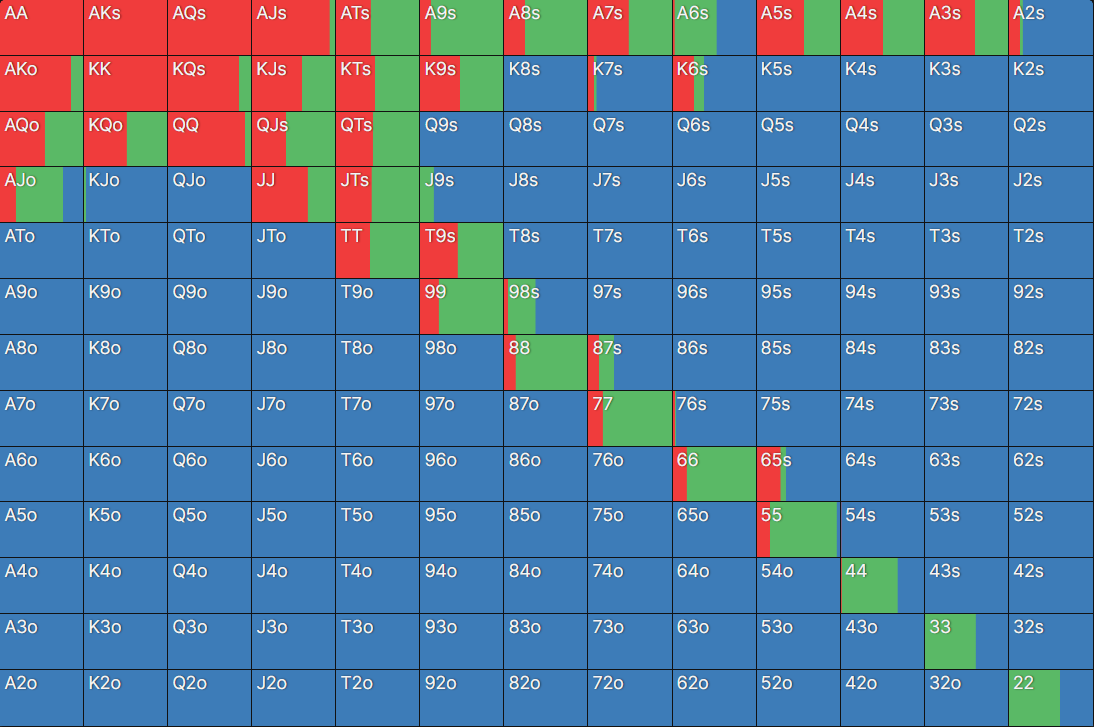 AA AKs AQs AJs ATs A9s A8s A7s A6s A5s A4s A3s A2s
AKo KK KQs KJs KTs K9s K8s K7s K6s K5s K4s K3s K2s
AQo KQo QQ QJs QTs Q9s Q8s Q7s Q6s Q5s Q4s Q3s Q2s
AJo KJo QJo JJ JTs J9s J8s J7s J6s J5s J4s J3s J2s
ATo KTo QTo JTo TT T9s T8s T7s T6s T5s T4s T3s T2s
A9o K9o Q9o J9o T9o 99 98s 97s 96s 95s 94s 93s 92s
A8o K8o Q8o J8o T8o 98o 88 87s 86s 85s 84s 83s 82s
A7o K7o Q7o J7o T7o 97o 87o 77 76s 75s 74s 73s 72s
A6o K6o Q6o J6o T6o 96o 86o 76o 66 65s 64s 63s 62s
A5o K5o Q5o J5o T5o 95o 85o 75o 65o 55 54s 53s 52s
A4o K4o Q4o J4o T4o 94o 84o 74o 64o 54o 44 43s 42s
A3o K3o Q3o J3o T3o 93o 83o 73o 63o 53o 43o 33 32s
A2o K2o Q2o J2o T2o 92o 82o 72o 62o 52o 42o 32o 22